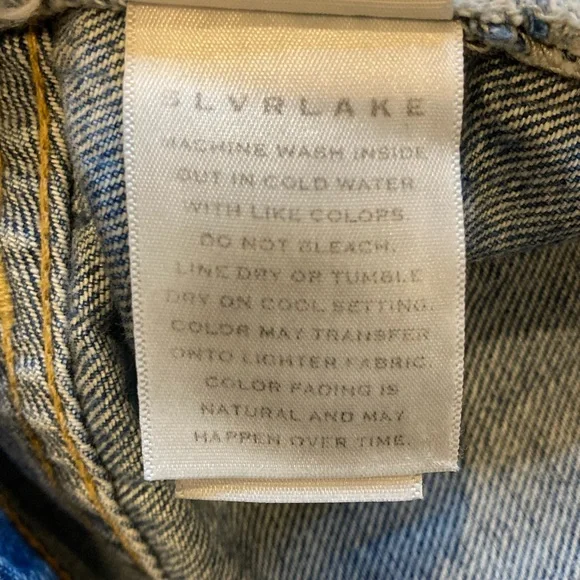 SLVRLAKE
MACHINE WASH INSIDE
OUT IN COLD WATER
WITH LIKE COLORS.
DO NOT BLEACH.
LINE DRY OR TUMBLE
DRY ON COOL SETTING.
COLOR MAY TRANSFER
ONTO LIGHTER FABRIC.
COLOR FADING IS
NATURAL AND MAY
HAPPEN OVER TIME.